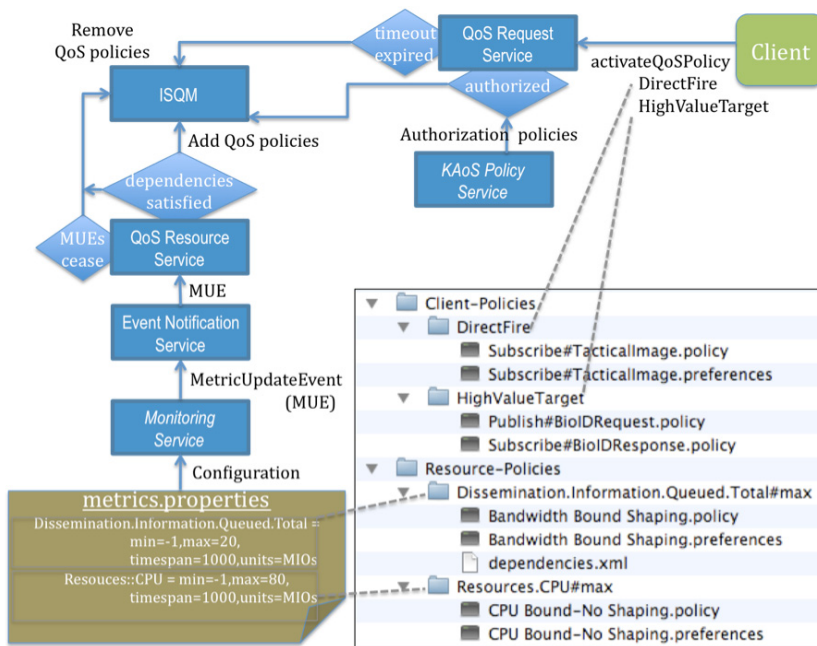 Remove
QoS policies
timeout
expired
QoS Request
Service
Client
activateQoSPolicy
DirectFire
HighValueTarget
ISQM
authorized
Add QoS policies
Authorization policies
KAoS Policy
Service
dependencies
satisfied
MUEs
cease
QoS Resource
Service
MUE
Event Notification
Service
MetricUpdateEvent
(MUE)
Monitoring
Service
Configuration
metrics.properties
Dissemination.Information.Queued.Total =
min=-1,max=20,
timespan=1000,units=MIOs
Resouces::CPU = min=-1,max=80,
timespan=1000,units=MIOs
Client-Policies
DirectFire
Subscribe#TacticalImage.policy
Subscribe#TacticalImage.preferences
HighValueTarget
Publish#BioIDRequest.policy
Subscribe#BioIDResponse.policy
Resource-Policies
Dissemination.Information.Queued.Total#max
Bandwidth Bound Shaping.policy
Bandwidth Bound Shaping.preferences
dependencies.xml
Resources.CPU#max
CPU Bound-No Shaping.policy
CPU Bound-No Shaping.preferences